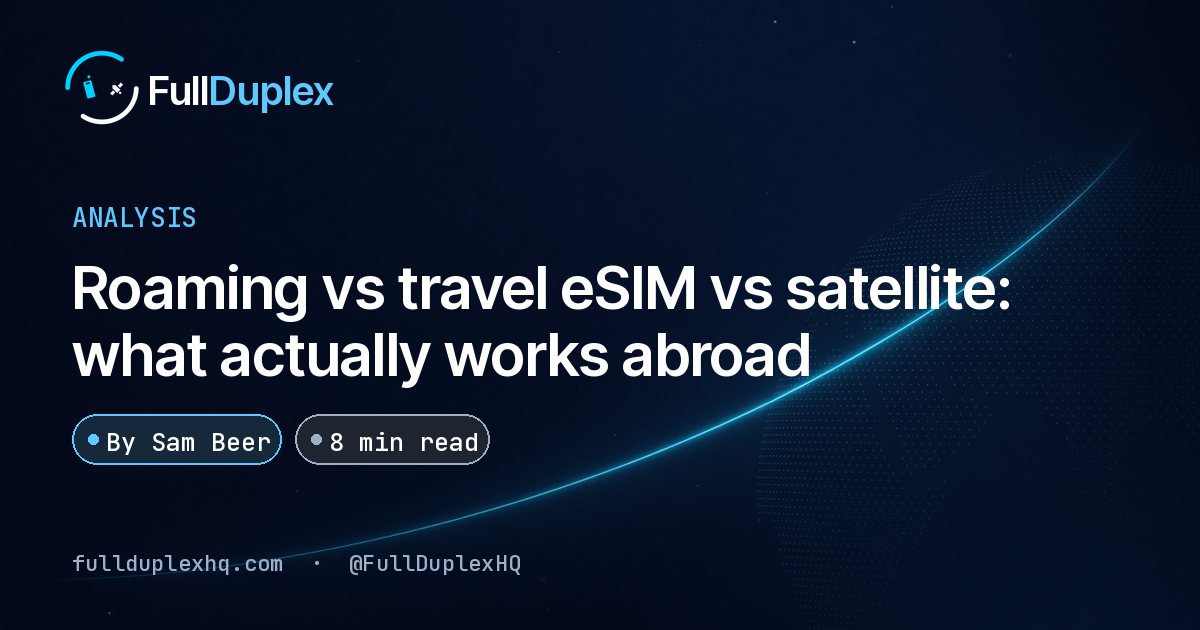 FullDuplex
ANALYSIS
Roaming vs travel eSIM vs satellite:
what actually works abroad
By Sam Beer
8 min read
fullduplexhq.com · @FullDuplexHQ